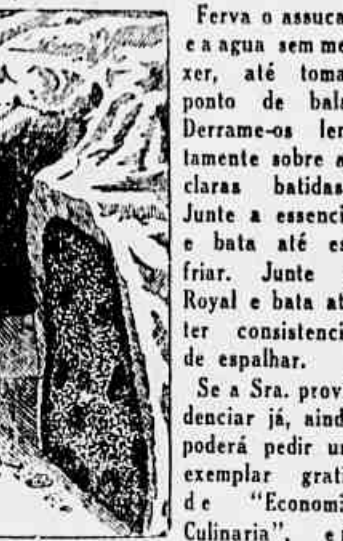 Ferva o assuca
e a agua sem me
xer, até toma
ponto de bala
Derrame-os len
tamente sobre a
claras batidas
Junte a essenci
e bata até es
friar. Junte
Royal e bata at
ter consistenci
de espalhar.
Se a Sra. prov
denciar já, aind
poderá pedir u
exemplar grati
de "Economi
Culinaria", e